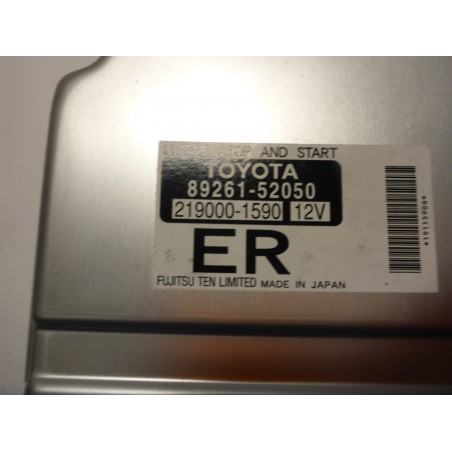 STOP AND START
TOYOTA
89261-52050
219000-1590 12V
ER
FUJITSU TEN LIMITED MADE IN JAPAN